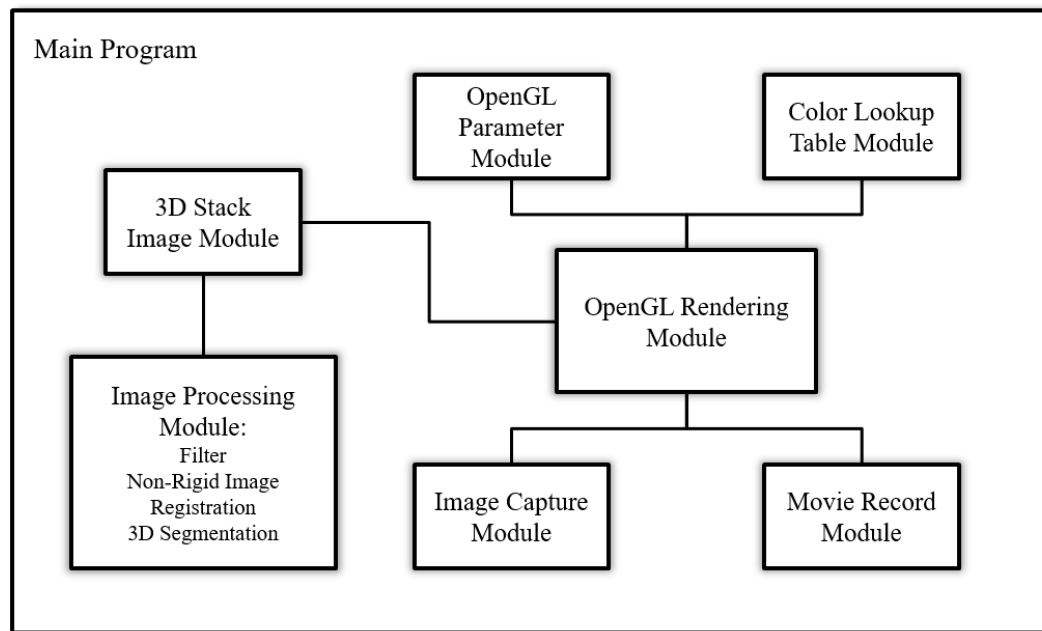 Main Program
OpenGL
Parameter
Module
Color Lookup
Table Module
3D Stack
Image Module
OpenGL Rendering
Module
Image Processing
Module:
Filter
Non-Rigid Image
Registration
3D Segmentation
Image Capture
Module
Movie Record
Module